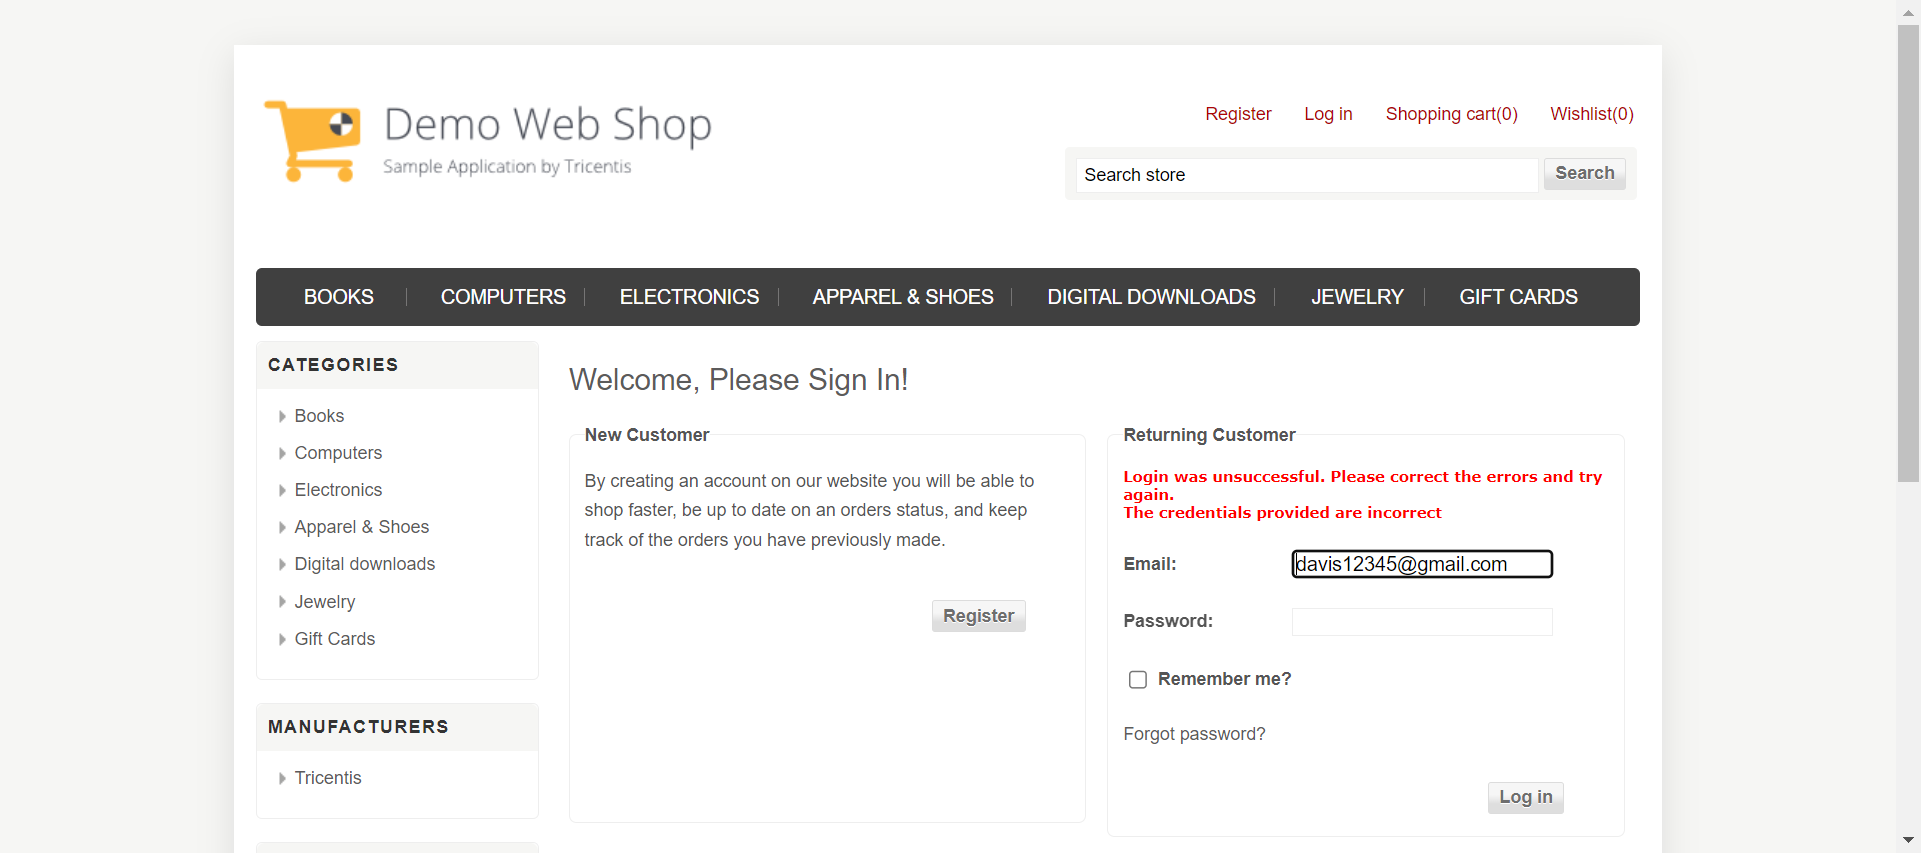 Demo Web Shop
Sample Application by Tricentis
Register Log in Shopping cart(0) Wishlist(0)
Search store Search
BOOKS COMPUTERS ELECTRONICS APPAREL & SHOES DIGITAL DOWNLOADS JEWELRY GIFT CARDS
CATEGORIES
Books
Computers
Electronics
Apparel & Shoes
Digital downloads
Jewelry
Gift Cards
MANUFACTURERS
Tricentis
Welcome, Please Sign In!
New Customer
By creating an account on our website you will be able to
shop faster, be up to date on an orders status, and keep
track of the orders you have previously made.
Register
Returning Customer
Login was unsuccessful. Please correct the errors and try
again.
The credentials provided are incorrect
Email: davis12345@gmail.com
Password:
Remember me?
Forgot password?
Log in